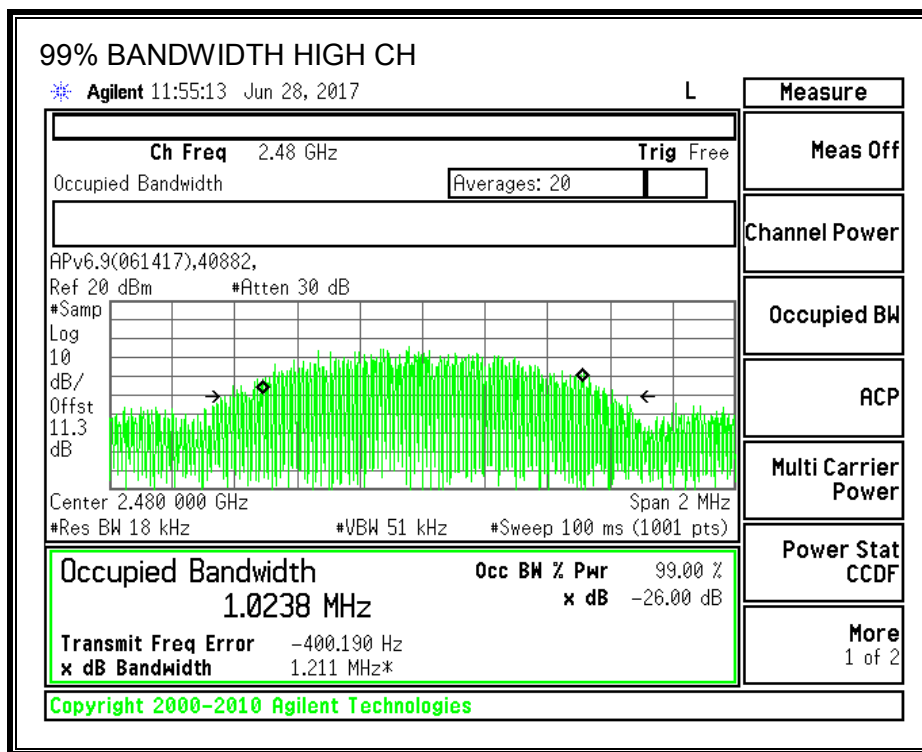 99% BANDWIDTH HIGH CH
Agilent 11:55:13 Jun 28, 2017 L
Measure
Ch Freq 2.48 GHz Trig Free
Meas Off
Occupied Bandwidth Averages: 20
Channel Power
APv6.9(061417),40882,
Ref 20 dBm #Atten 30 dB
#Samp
Log
10
dB/
Offst
11.3
dB
Occupied BW
ACP
Multi Carrier
Power
Center 2.480 000 GHz Span 2 MHz
#Res BW 18 kHz #VBW 51 kHz #Sweep 100 ms (1001 pts)
Power Stat
CCDF
Occupied Bandwidth Occ BW % Pwr 99.00 %
1.0238 MHz x dB -26.00 dB
Transmit Freq Error -400.190 Hz
x dB Bandwidth 1.211 MHz*
More
1 of 2
Copyright 2000-2010 Agilent Technologies